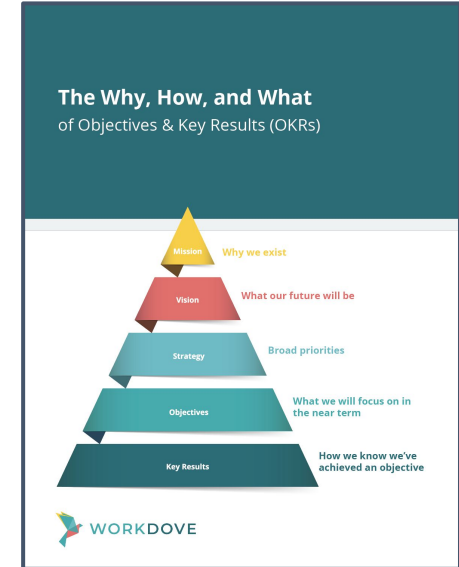 The Why, How, and What
of Objectives & Key Results (OKRs)
Mission
Why we exist
Vision
What our future will be
Strategy
Broad priorities
Objectives
What we will focus on in
the near term
Key Results
How we know we've
achieved an objective
WORKDOVE